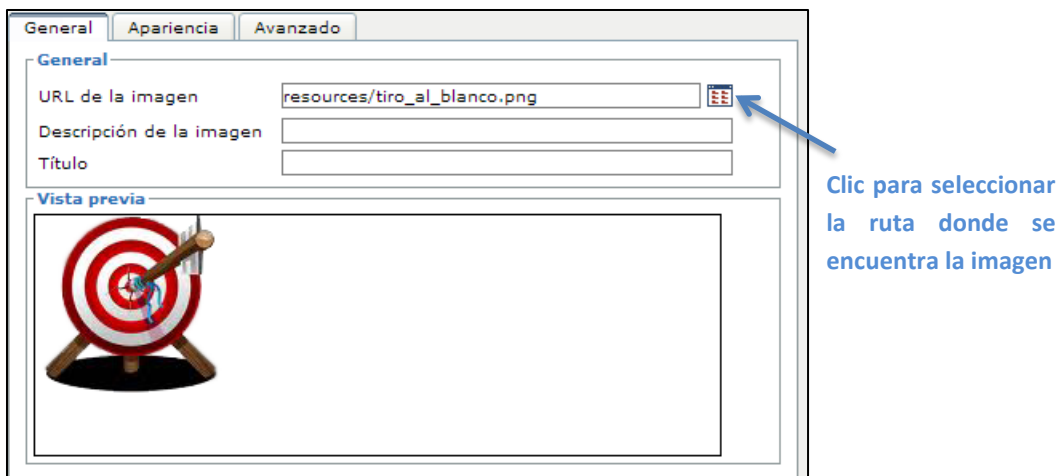 General Apariencia Avanzado
General
URL de la imagen resources/tiro_al_blanco.png
Descripción de la imagen
Título
Vista previa
Clic para seleccionar
la ruta donde se
encuentra la imagen